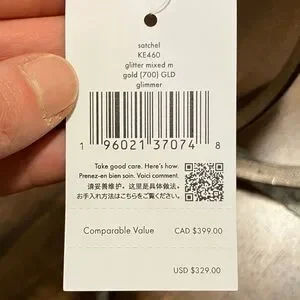 satchel
KE460
glitter mixed m
gold (700) GLD
glimmer
1 96021 37074 8
Take good care. Here's how.
Prenez-en bien soin. Voici comment.
请妥善维护。这里是具体做法。
お手入れ方法はこちらをご覧ください。
Comparable Value CAD $399.00
USD $329.00